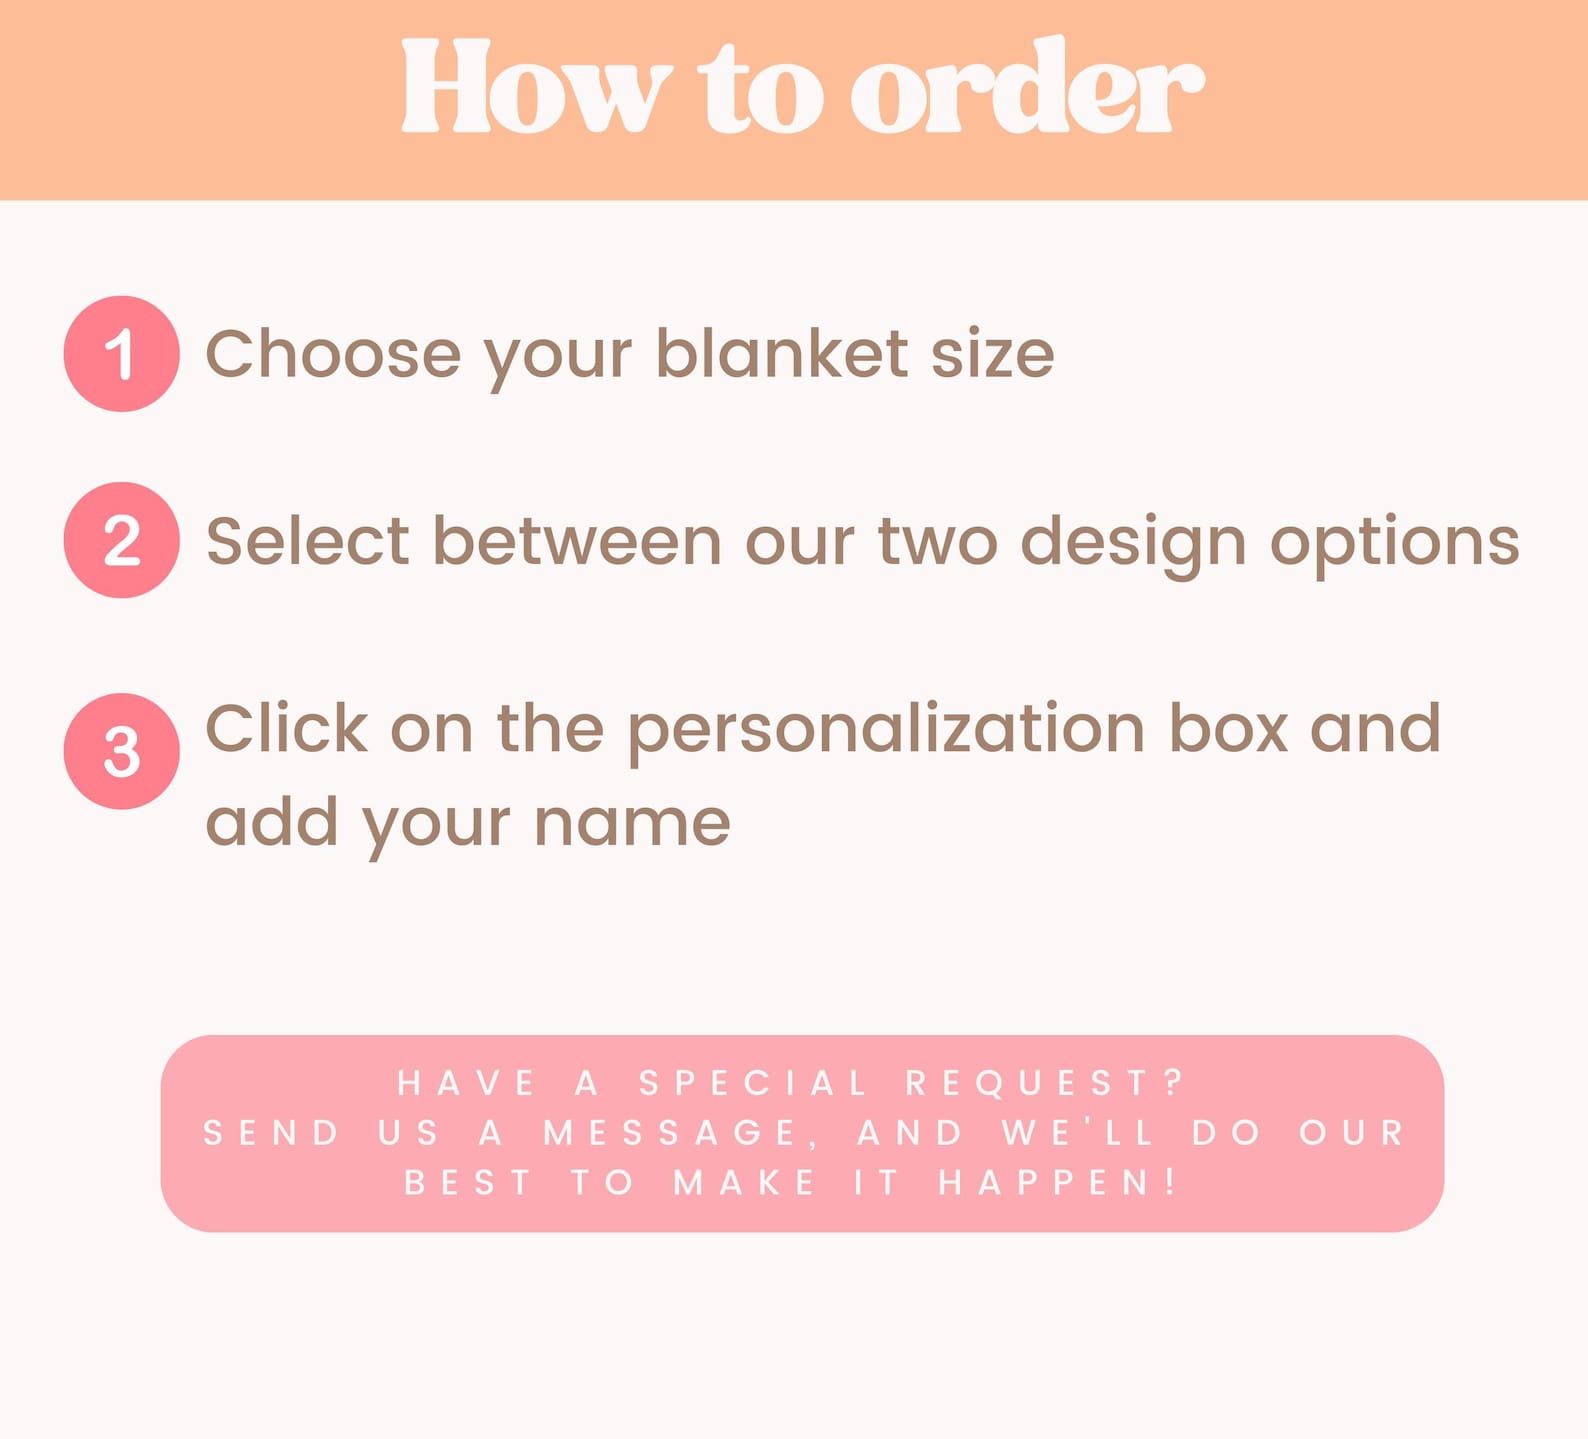 How to order
1 Choose your blanket size
2 Select between our two design options
3 Click on the personalization box and
add your name
HAVE A SPECIAL REQUEST?
SEND US A MESSAGE, AND WE'LL DO OUR
BEST TO MAKE IT HAPPEN!